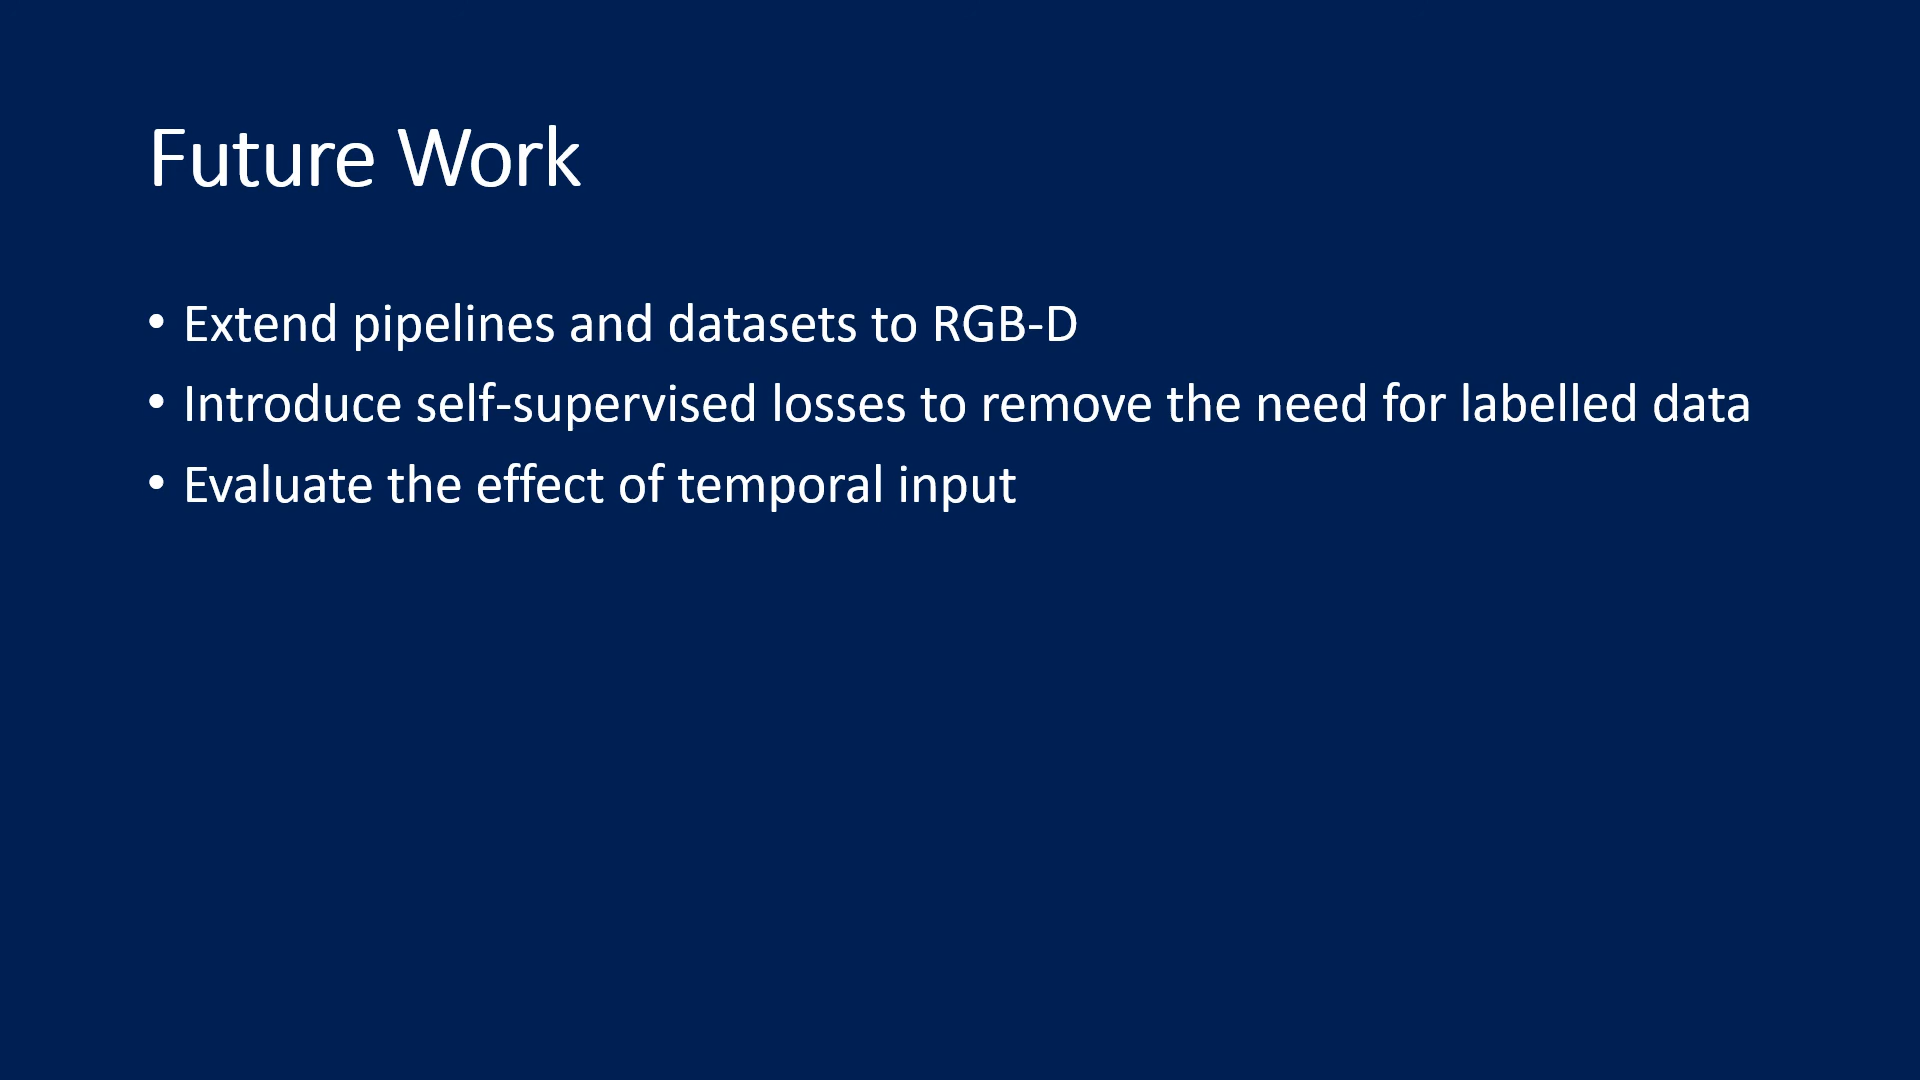 Future Work
• Extend pipelines and datasets to RGB-D
• Introduce self-supervised losses to remove the need for labelled data
• Evaluate the effect of temporal input